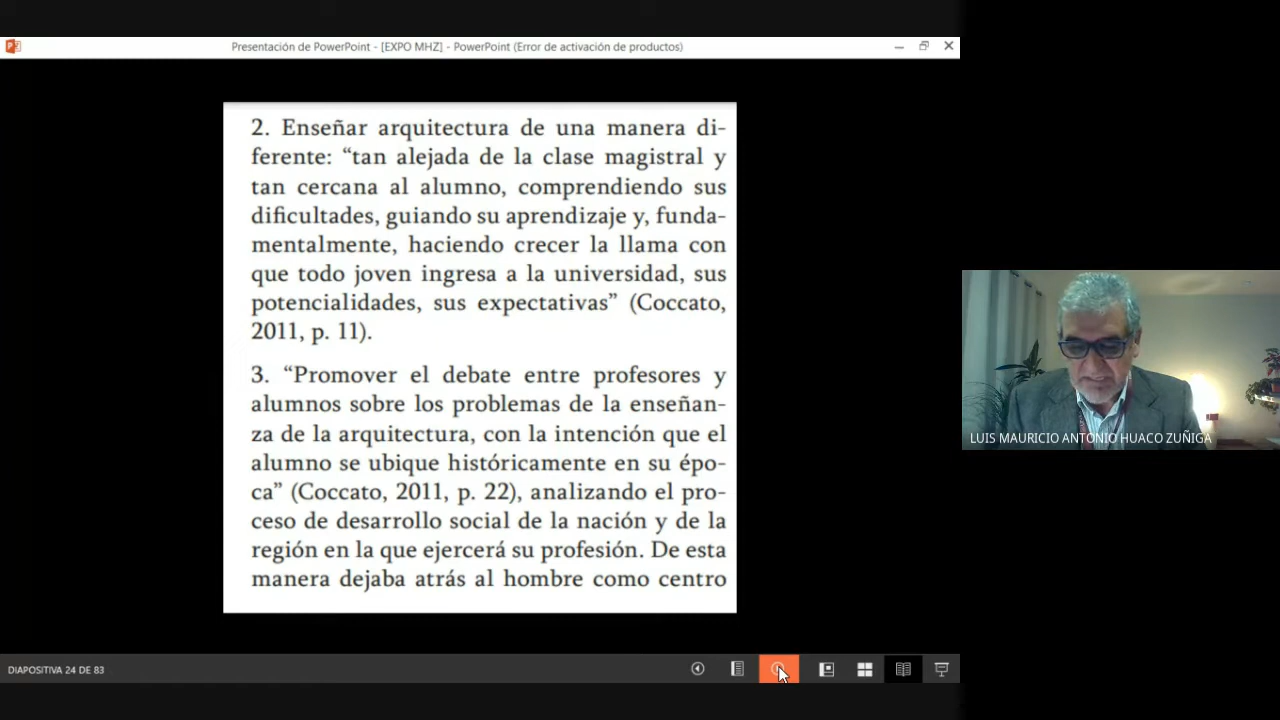 Presentación de PowerPoint - [EXPO MHZ] - PowerPoint (Error de activación de productos)
2. Enseñar arquitectura de una manera di-
ferente: “tan alejada de la clase magistral y
tan cercana al alumno, comprendiendo sus
dificultades, guiando su aprendizaje y, funda-
mentalmente, haciendo crecer la llama con
que todo joven ingresa a la universidad, sus
potencialidades, sus expectativas” (Coccato,
2011, p. 11).
3. “Promover el debate entre profesores y
alumnos sobre los problemas de la enseñan-
za de la arquitectura, con la intención que el
alumno se ubique históricamente en su épo-
ca” (Coccato, 2011, p. 22), analizando el pro-
ceso de desarrollo social de la nación y de la
región en la que ejercerá su profesión. De esta
manera dejaba atrás al hombre como centro
LUIS MAURICIO ANTONIO HUACO ZUÑIGA
DIAPOSITIVA 24 DE 83